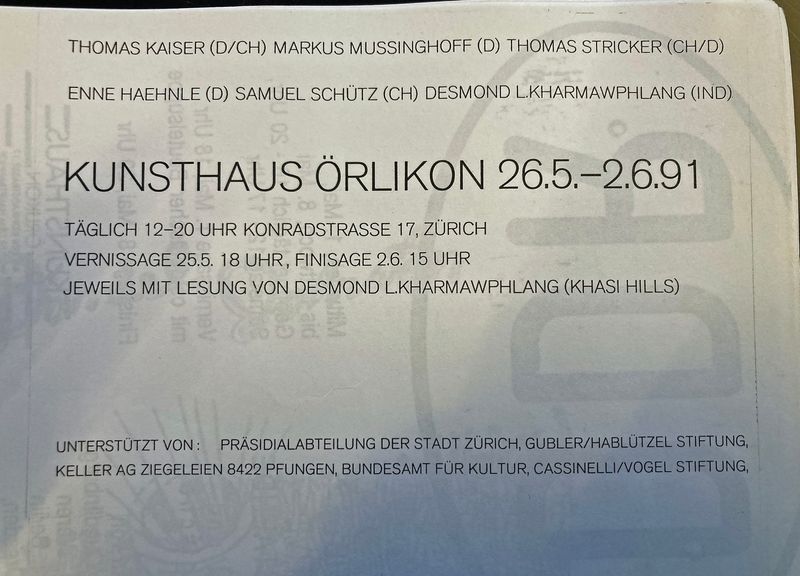 THOMAS KAISER (D/CH) MARKUS MUSSINGHOFF (D) THOMAS STRICKER (CH/D)
ENNE HAEHNLE (D) SAMUEL SCHÜTZ (CH) DESMOND L.KHARMAWPHLANG (IND)
KUNSTHAUS ÖRLIKON 26.5.–2.6.91
TÄGLICH 12–20 UHR KONRADSTRASSE 17, ZÜRICH
VERNISSAGE 25.5. 18 UHR, FINISAGE 2.6. 15 UHR
JEWEILS MIT LESUNG VON DESMOND L.KHARMAWPHLANG (KHASI HILLS)
UNTERSTÜTZT VON: PRÄSIDIALABTEILUNG DER STADT ZÜRICH, GUBLER/HABLÜTZEL STIFTUNG,
KELLER AG ZIEGELEIEN 8422 PFUNGEN, BUNDESAMT FÜR KULTUR, CASSINELLI/VOGEL STIFTUNG,